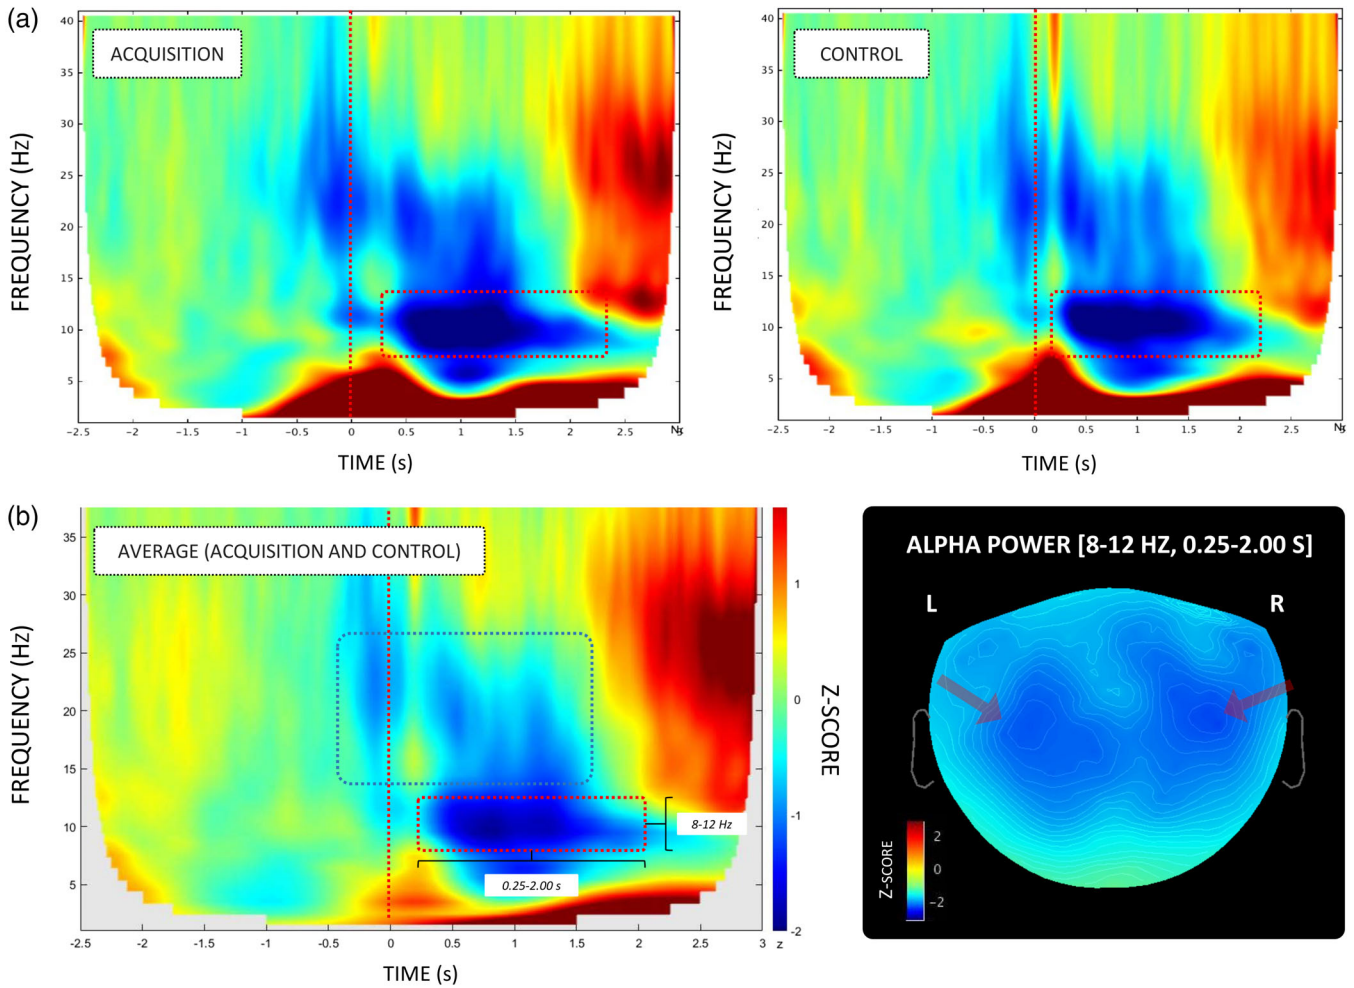 (a)
ACQUISITION
40
35
30
25
20
15
10
5
FREQUENCY (Hz)
-2.5 -2 -1.5 -1 -0.5 0 0.5 1 1.5 2 2.5
TIME (s)
CONTROL
40
35
30
25
20
15
10
5
FREQUENCY (Hz)
-2.5 -2 -1.5 -1 -0.5 0 0.5 1 1.5 2 2.5
TIME (s)
(b)
AVERAGE (ACQUISITION AND CONTROL)
35
30
25
20
15
10
5
FREQUENCY (Hz)
8-12 Hz
0.25-2.00 s
-2.5 -2 -1.5 -1 -0.5 0 0.5 1 1.5 2 2.5 3
TIME (s)
1
0
-1
-2
z
Z-SCORE
ALPHA POWER [8-12 HZ, 0.25-2.00 S]
L R
Z-SCORE
2
0
-2